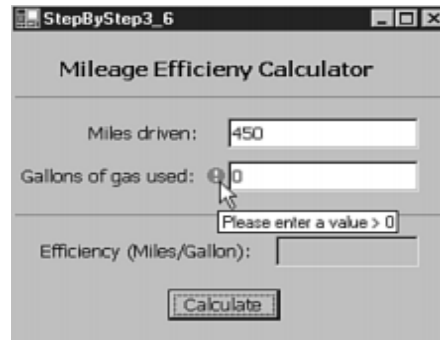 StepByStep3_6
Mileage Efficieny Calculator
Miles driven: 450
Gallons of gas used: 0
Please enter a value > 0
Efficiency (Miles/Gallon):
Calculate